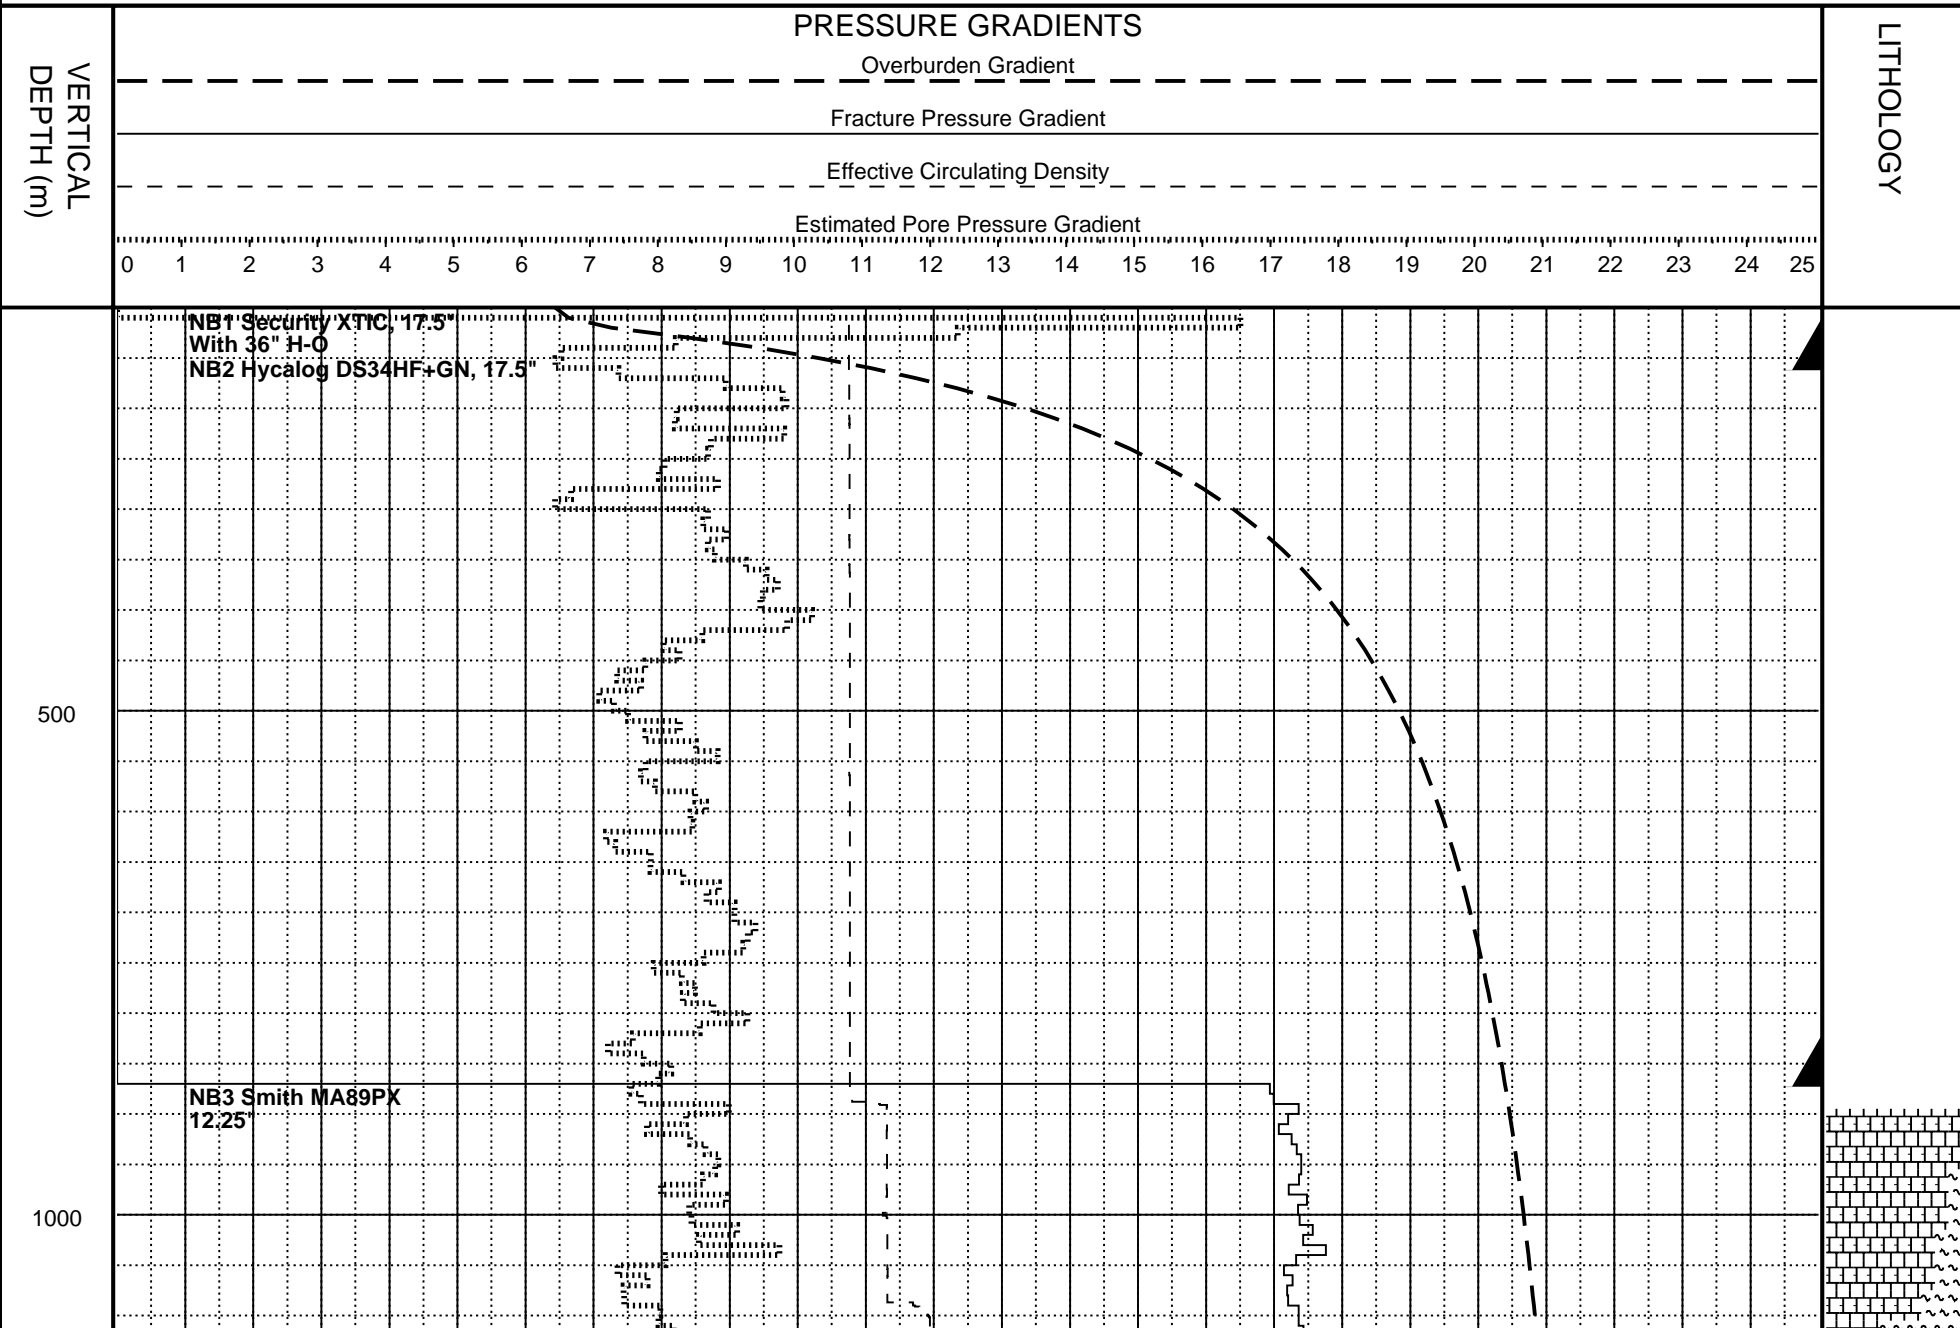 PRESSURE GRADIENTS
VERTICAL
DEPTH (m)
Overburden Gradient
Fracture Pressure Gradient
Effective Circulating Density
Estimated Pore Pressure Gradient
0 1 2 3 4 5 6 7 8 9 10 11 12 13 14 15 16 17 18 19 20 21 22 23 24 25
LITHOLOGY
NB1 Security XTIC, 17.5"
With 36" H-O
NB2 Hycalog DS34HF+GN, 17.5"
500
NB3 Smith MA89PX
12.25"
1000